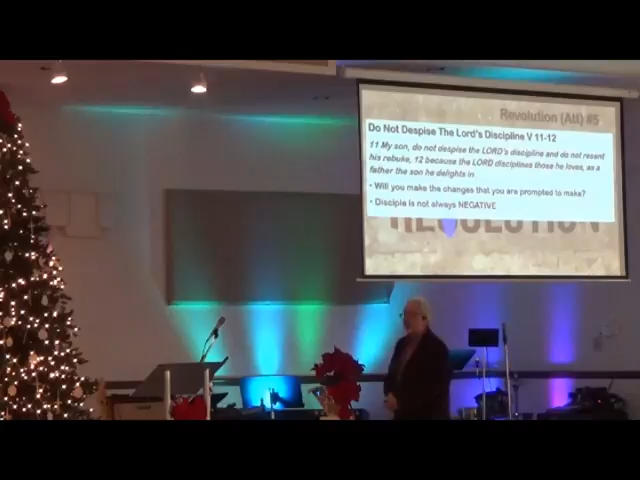 Revolution (Att) #5
Do Not Despise The Lord's Discipline V 11-12
11 My son, do not despise the LORD's discipline and do not resent
his rebuke, 12 because the LORD disciplines those he loves, as a
father the son he delights in
• Will you make the changes that you are prompted to make?
• Disciple is not always NEGATIVE
REVOLUTION